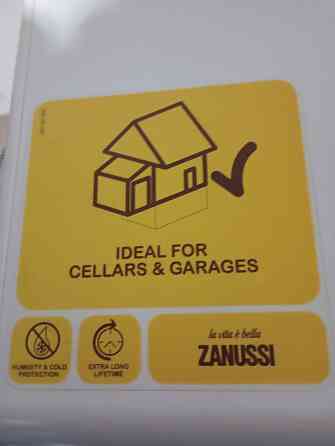 IDEAL FOR
CELLARS & GARAGES
HUMIDITY & COLD
PROTECTION
EXTRA LONG
LIFETIME
la vita è bella
ZANUSSI